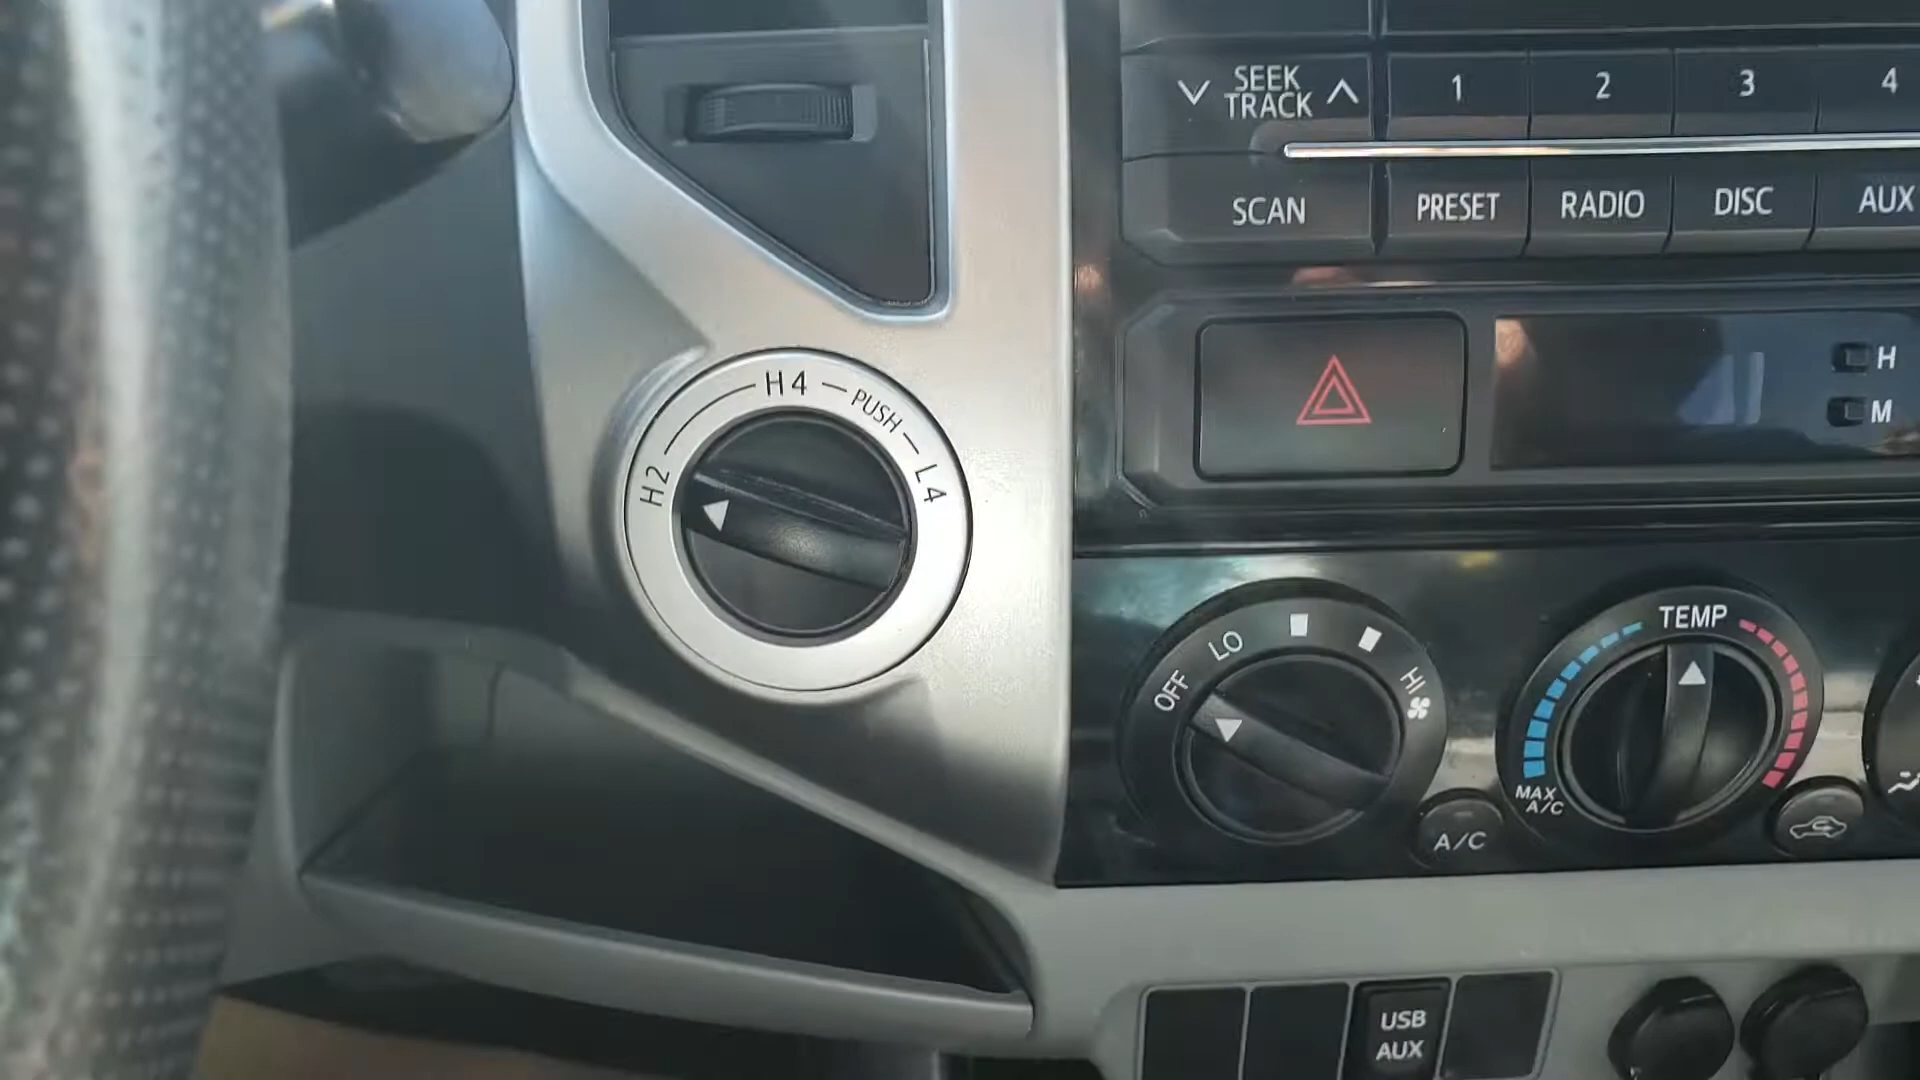 SEEK
TRACK
1
2
3
4
SCAN
PRESET
RADIO
DISC
AUX
H
M
H2
H4
PUSH
L4
OFF
LO
HI
TEMP
MAX
A/C
A/C
USB
AUX